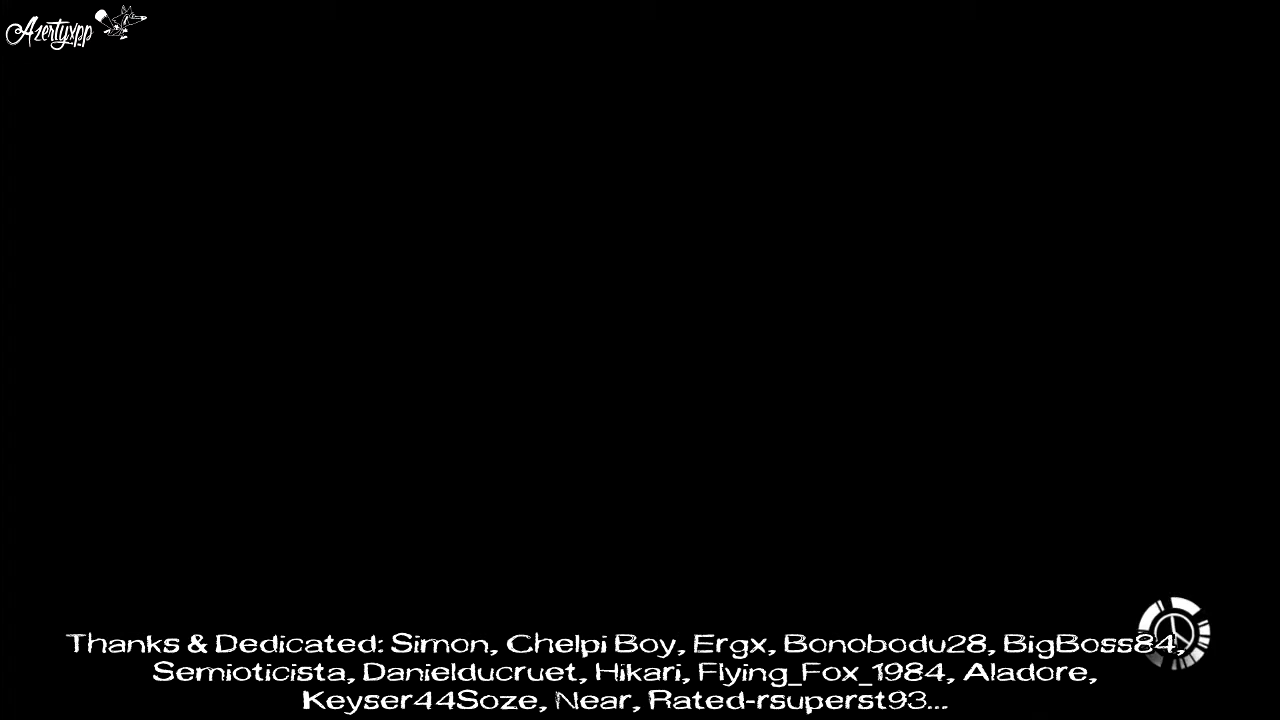 Azertyxpp
Thanks & Dedicated: Simon, Chelpi Boy, Ergx, Bonobodu28, BigBoss84,
Semioticista, Danielducruet, Hikari, Flying_Fox_1984, Aladore,
Keyser44Soze, Near, Rated-rsuperst93...